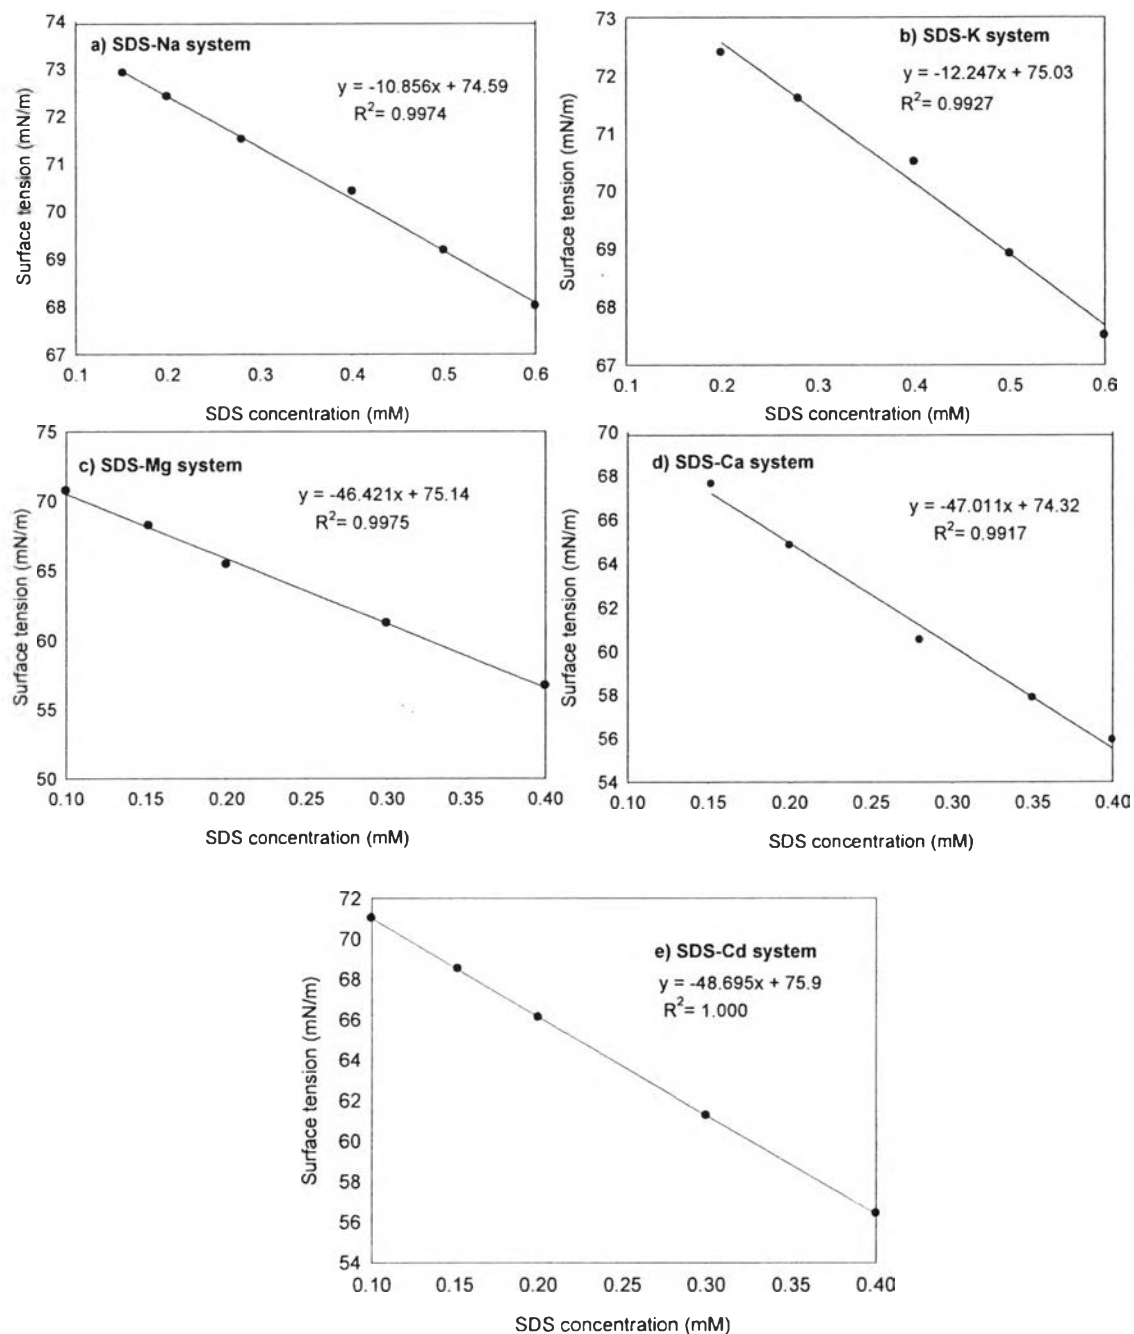 a) SDS-Na system
y = -10.856x + 74.59
R²= 0.9974
Surface tension (mN/m)
74
73
72
71
70
69
68
67
0.1 0.2 0.3 0.4 0.5 0.6
SDS concentration (mM)
b) SDS-K system
y = -12.247x + 75.03
R²= 0.9927
Surface tension (mN/m)
73
72
71
70
69
68
67
0.1 0.2 0.3 0.4 0.5 0.6
SDS concentration (mM)
c) SDS-Mg system
y = -46.421x + 75.14
R²= 0.9975
Surface tension (mN/m)
75
70
65
60
55
50
0.10 0.15 0.20 0.30 0.35 0.40
SDS concentration (mM)
d) SDS-Ca system
y = -47.011x + 74.32
R²= 0.9917
Surface tension (mN/m)
70
68
66
64
62
60
58
56
54
0.10 0.15 0.20 0.30 0.35 0.40
SDS concentration (mM)
e) SDS-Cd system
y = -48.695x + 75.9
R²= 1.000
Surface tension (mN/m)
72
70
68
66
64
62
60
58
56
54
0.10 0.15 0.20 0.30 0.35 0.40
SDS concentration (mM)